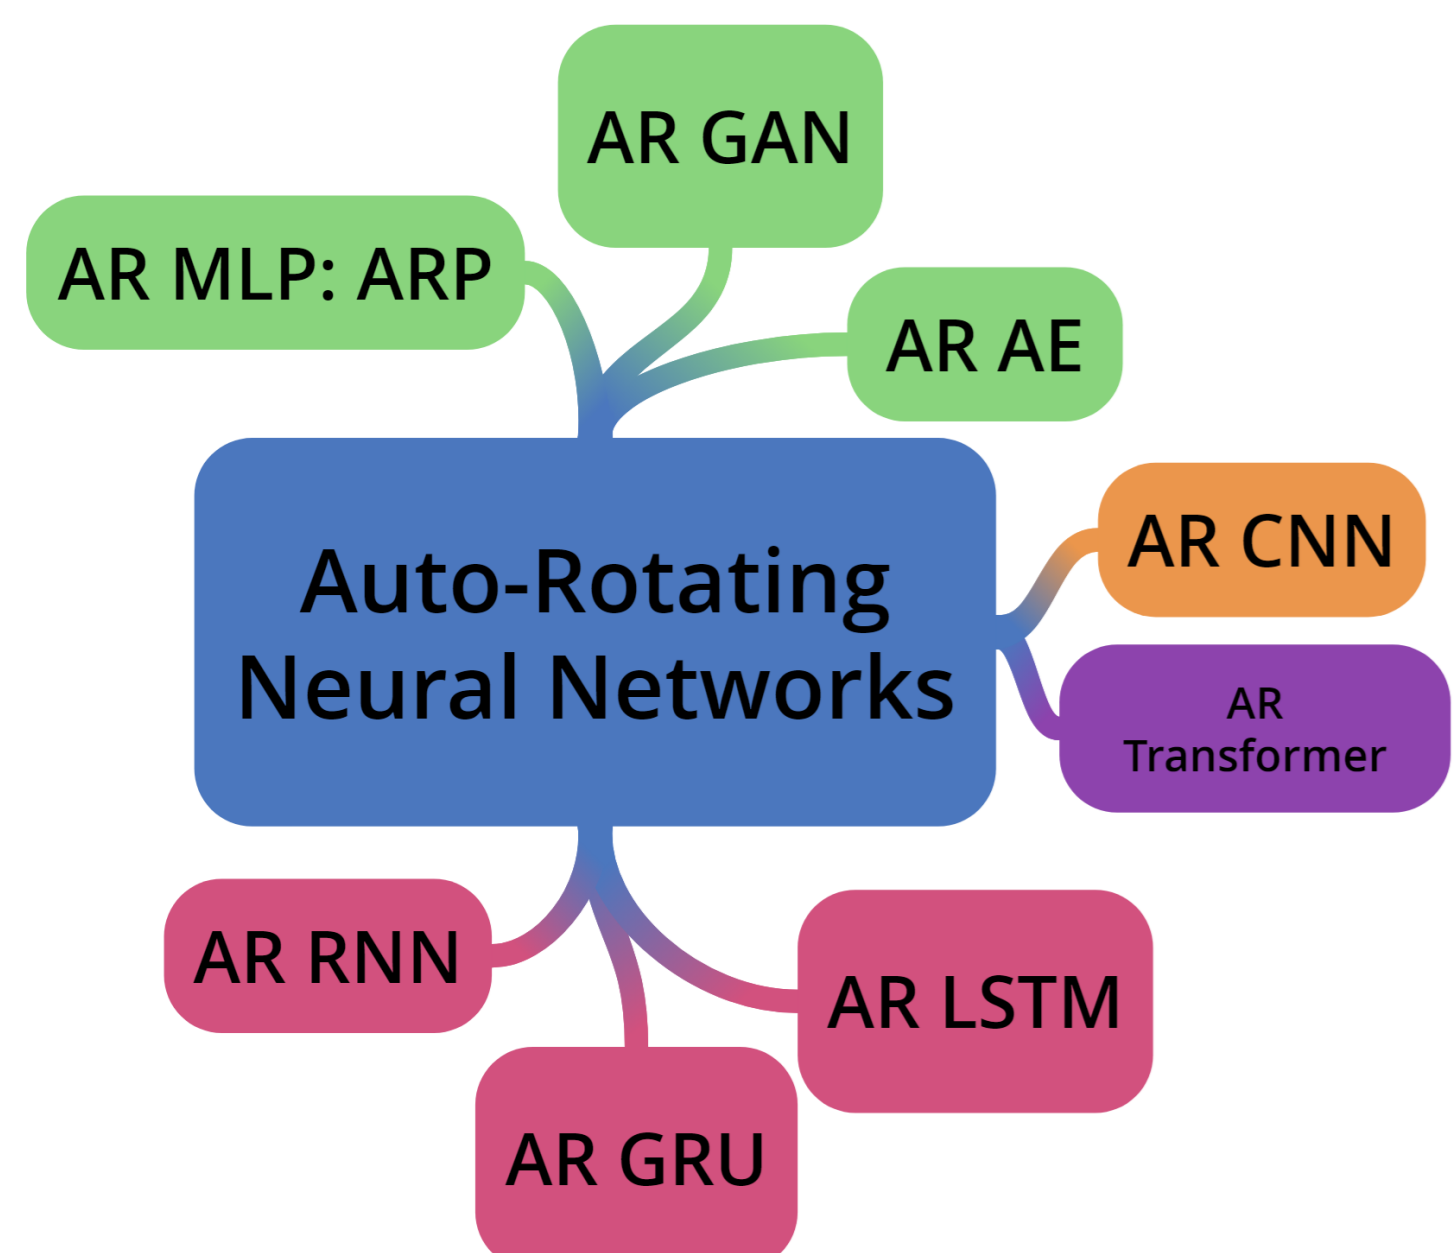 AR GAN
AR MLP: ARP
AR AE
Auto-Rotating
Neural Networks
AR CNN
AR
Transformer
AR RNN
AR LSTM
AR GRU